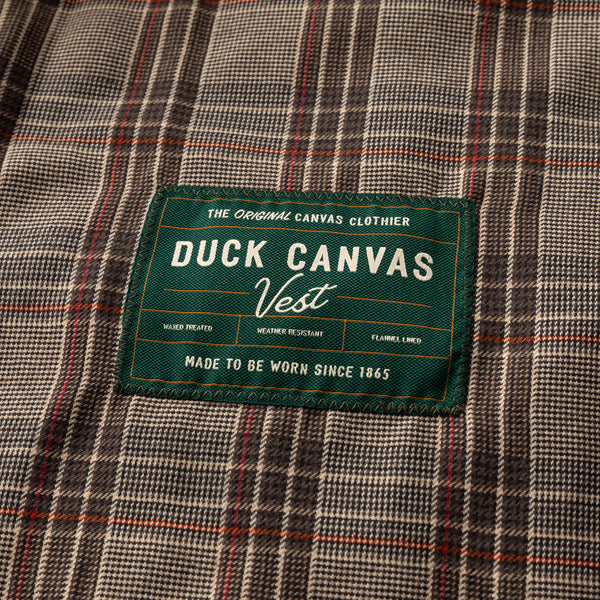 THE ORIGINAL CANVAS CLOTHIER
DUCK CANVAS
Vest
WAXED TREATED WEATHER RESISTANT FLANNEL LINED
MADE TO BE WORN SINCE 1865